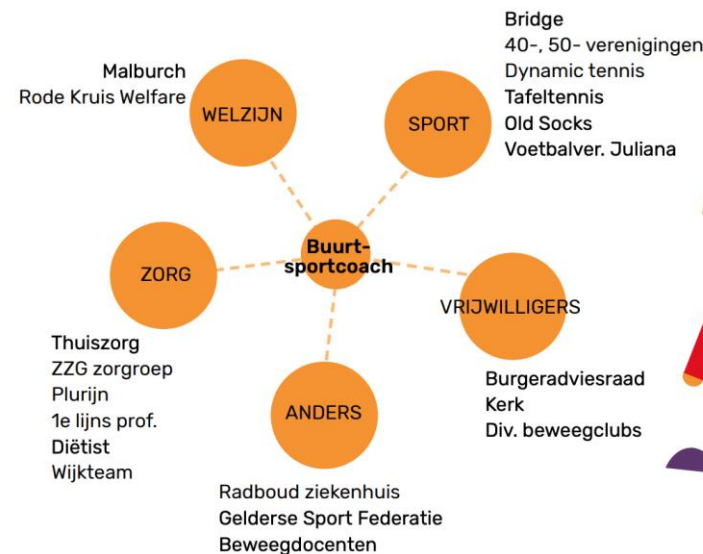 Malburch
Rode Kruis Welfare
WELZIJN
Bridge
40-, 50- verenigingen
Dynamic tennis
Tafeltennis
Old Socks
Voetbalver. Juliana
SPORT
Buurt-
sportcoach
ZORG
Thuiszorg
ZZG zorgroep
Plurijn
1e lijns prof.
Diëtist
Wijkteam
VRIJWILLIGERS
Burgeradviesraad
Kerk
Div. beweegclubs
ANDERS
Radboud ziekenhuis
Gelderse Sport Federatie
Beweegdocenten